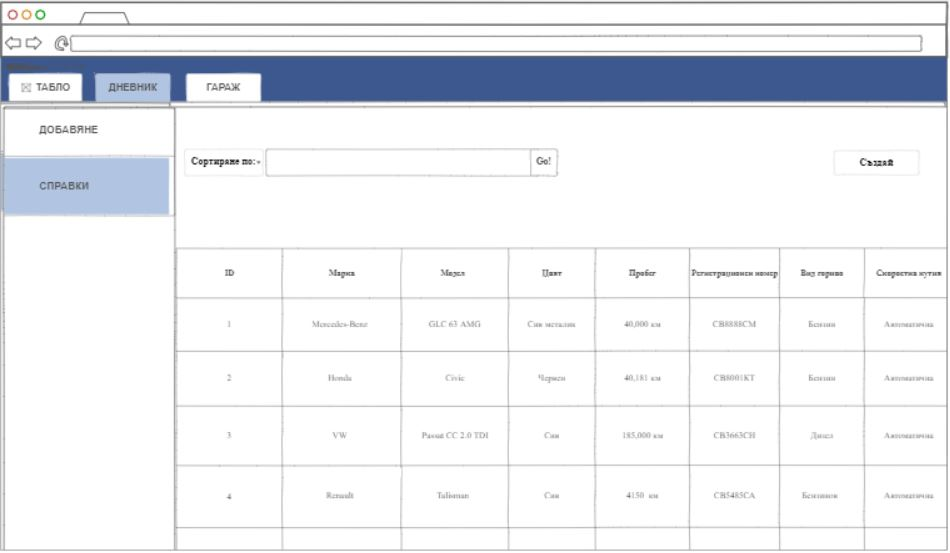 ТАБЛО ДНЕВНИК ГАРАЖ
ДОБАВЯНЕ
СПРАВКИ
Сортиране по: Go! Създай
ID Марка Модел Цвят Пробег Регистрационен номер Вид гориво Скоростна кутия
1 Mercedes-Benz GLC 63 AMG Сив металик 40,000 км CB8888CM Бензин Автоматична
2 Honda Civic Червен 40,181 км CB8001KT Бензин Автоматична
3 VW Passat CC 2.0 TDI Син 185,000 км CB3663CH Дизел Автоматична
4 Renault Talisman Син 4150 км CB5485CA Бензинов Автоматична